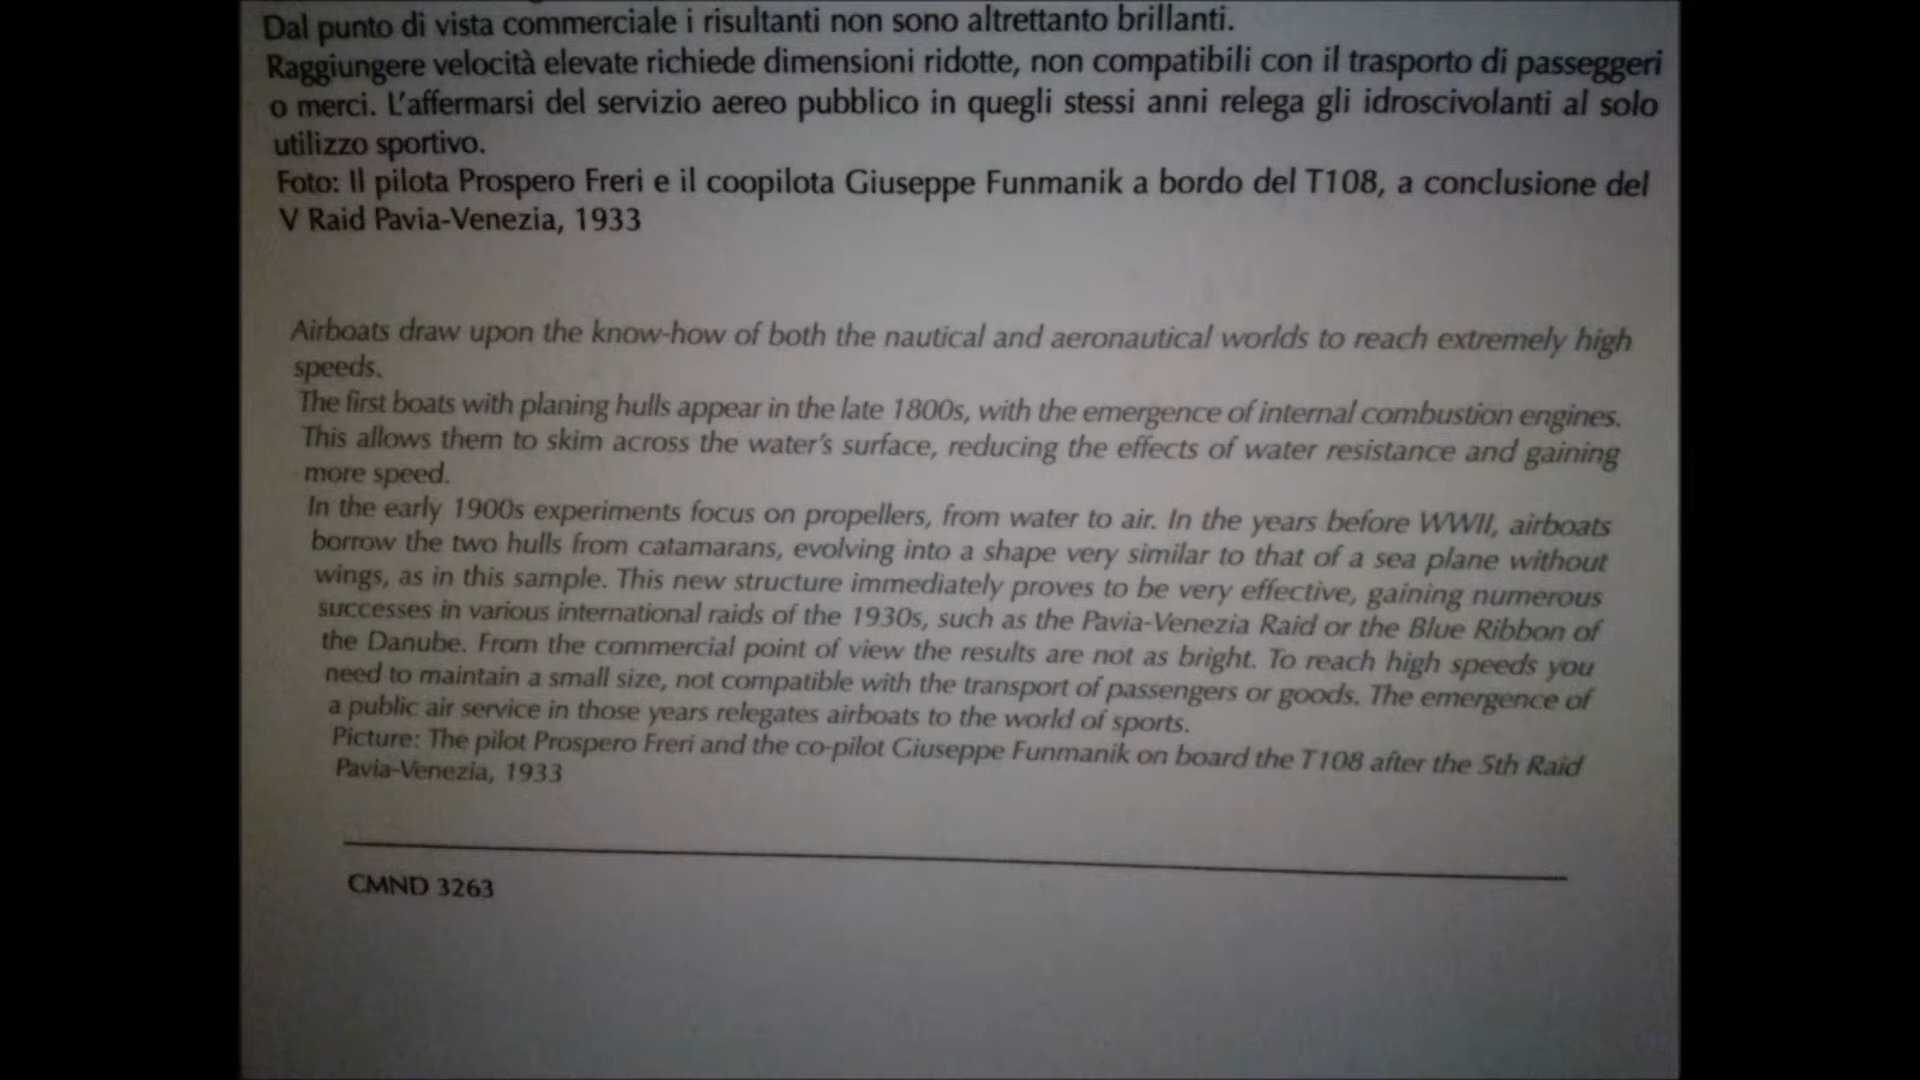 Dal punto di vista commerciale i risultanti non sono altrettanto brillanti.
Raggiungere velocità elevate richiede dimensioni ridotte, non compatibili con il trasporto di passeggeri
o merci. L'affermarsi del servizio aereo pubblico in quegli stessi anni relega gli idroscivolanti al solo
utilizzo sportivo.
Foto: Il pilota Prospero Freri e il coopilota Giuseppe Funmanik a bordo del T108, a conclusione del
V Raid Pavia-Venezia, 1933
Airboats draw upon the know-how of both the nautical and aeronautical worlds to reach extremely high
speeds.
The first boats with planing hulls appear in the late 1800s, with the emergence of internal combustion engines.
This allows them to skim across the water's surface, reducing the effects of water resistance and gaining
more speed.
In the early 1900s experiments focus on propellers, from water to air. In the years before WWII, airboats
borrow the two hulls from catamarans, evolving into a shape very similar to that of a sea plane without
wings, as in this sample. This new structure immediately proves to be very effective, gaining numerous
successes in various international raids of the 1930s, such as the Pavia-Venezia Raid or the Blue Ribbon of
the Danube. From the commercial point of view the results are not as bright. To reach high speeds you
need to maintain a small size, not compatible with the transport of passengers or goods. The emergence of
a public air service in those years relegates airboats to the world of sports.
Picture: The pilot Prospero Freri and the co-pilot Giuseppe Funmanik on board the T108 after the 5th Raid
Pavia-Venezia, 1933
CMND 3263